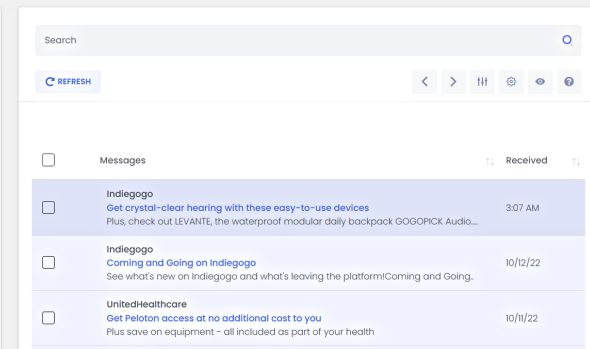 Search
REFRESH
Messages
Received
Indiegogo
Get crystal-clear hearing with these easy-to-use devices
3:07 AM
Plus, check out LEVANTE, the waterproof modular daily backpack GOGOPICK Audio....
Indiegogo
Coming and Going on Indiegogo
10/12/22
See what's new on Indiegogo and what's leaving the platform!Coming and Going..
UnitedHealthcare
Get Peloton access at no additional cost to you
10/11/22
Plus save on equipment - all included as part of your health